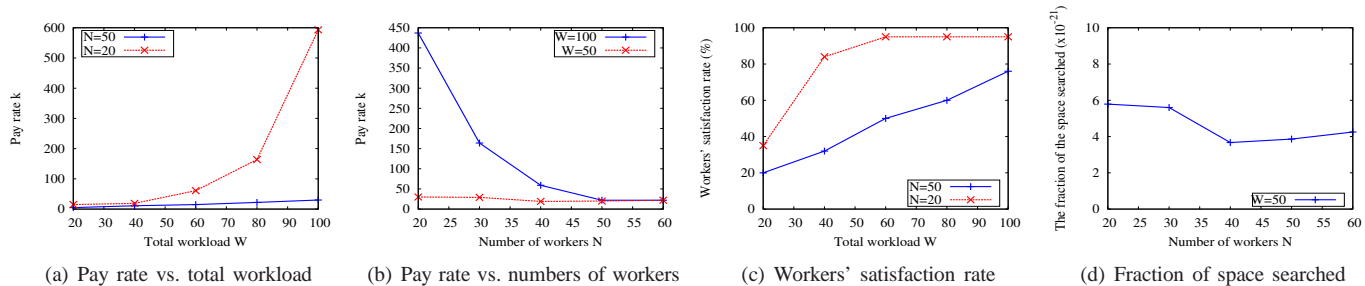 600
500
400
300
200
100
0
20 30 40 50 60 70 80 90 100
Pay rate k
Total workload W
N=50
N=20
(a) Pay rate vs. total workload
450
400
350
300
250
200
150
100
50
0
20 25 30 35 40 45 50 55 60
Pay rate k
Number of workers N
W=100
W=50
(b) Pay rate vs. numbers of workers
100
80
60
40
20
0
20 30 40 50 60 70 80 90 100
Workers' satisfaction rate (%)
Total workload W
N=50
N=20
(c) Workers' satisfaction rate
10
8
6
4
2
0
20 25 30 35 40 45 50 55 60
The fraction of the space searched (x10^-21)
Number of workers N
W=50
(d) Fraction of space searched